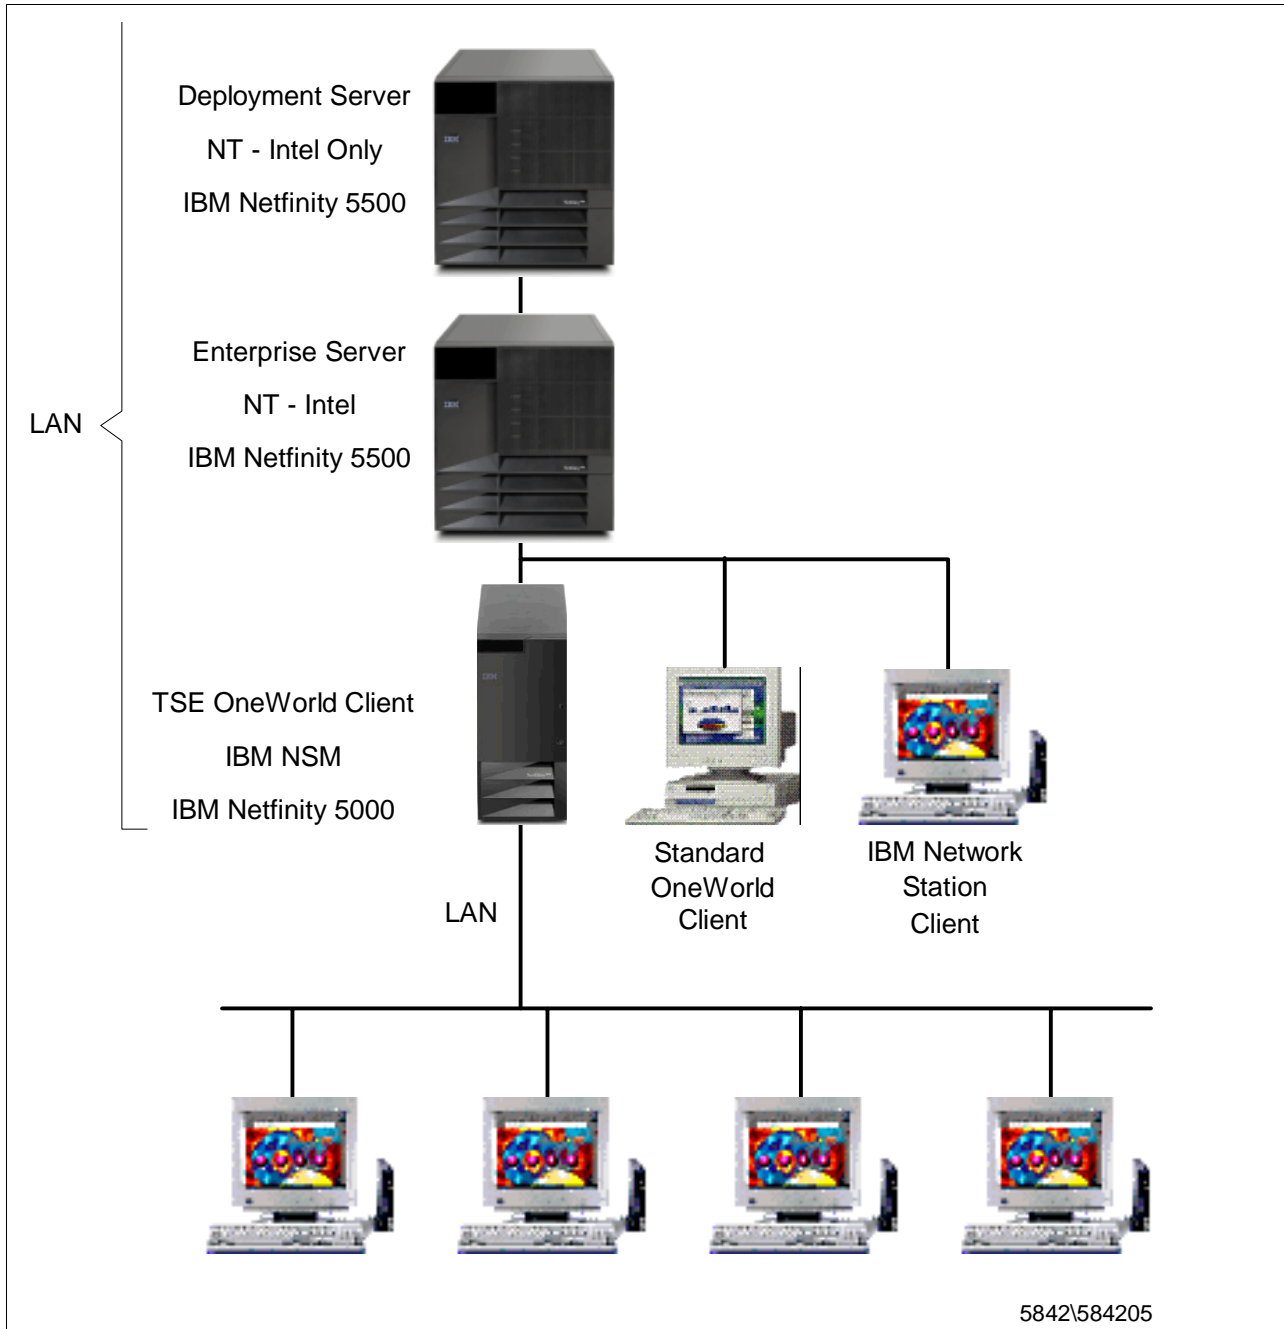 Deployment Server
NT - Intel Only
IBM Netfinity 5500
Enterprise Server
NT - Intel
IBM Netfinity 5500
LAN
TSE OneWorld Client
IBM NSM
IBM Netfinity 5000
Standard
OneWorld
Client
IBM Network
Station
Client
LAN
5842\584205